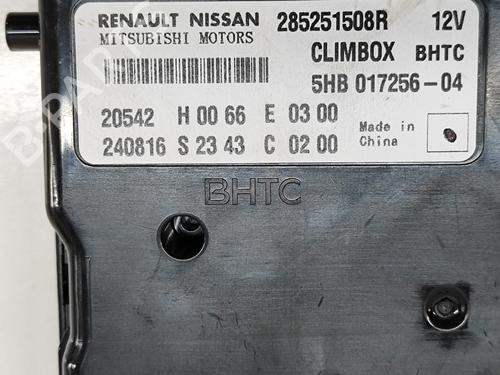 RENAULT NISSAN 285251508R 12V
MITSUBISHI MOTORS CLIMBOX BHTC
5HB 017256-04
20542 H 00 66 E 03 00
240816 S 23 43 C 02 00
Made in
China
BHTC
B-PARTS